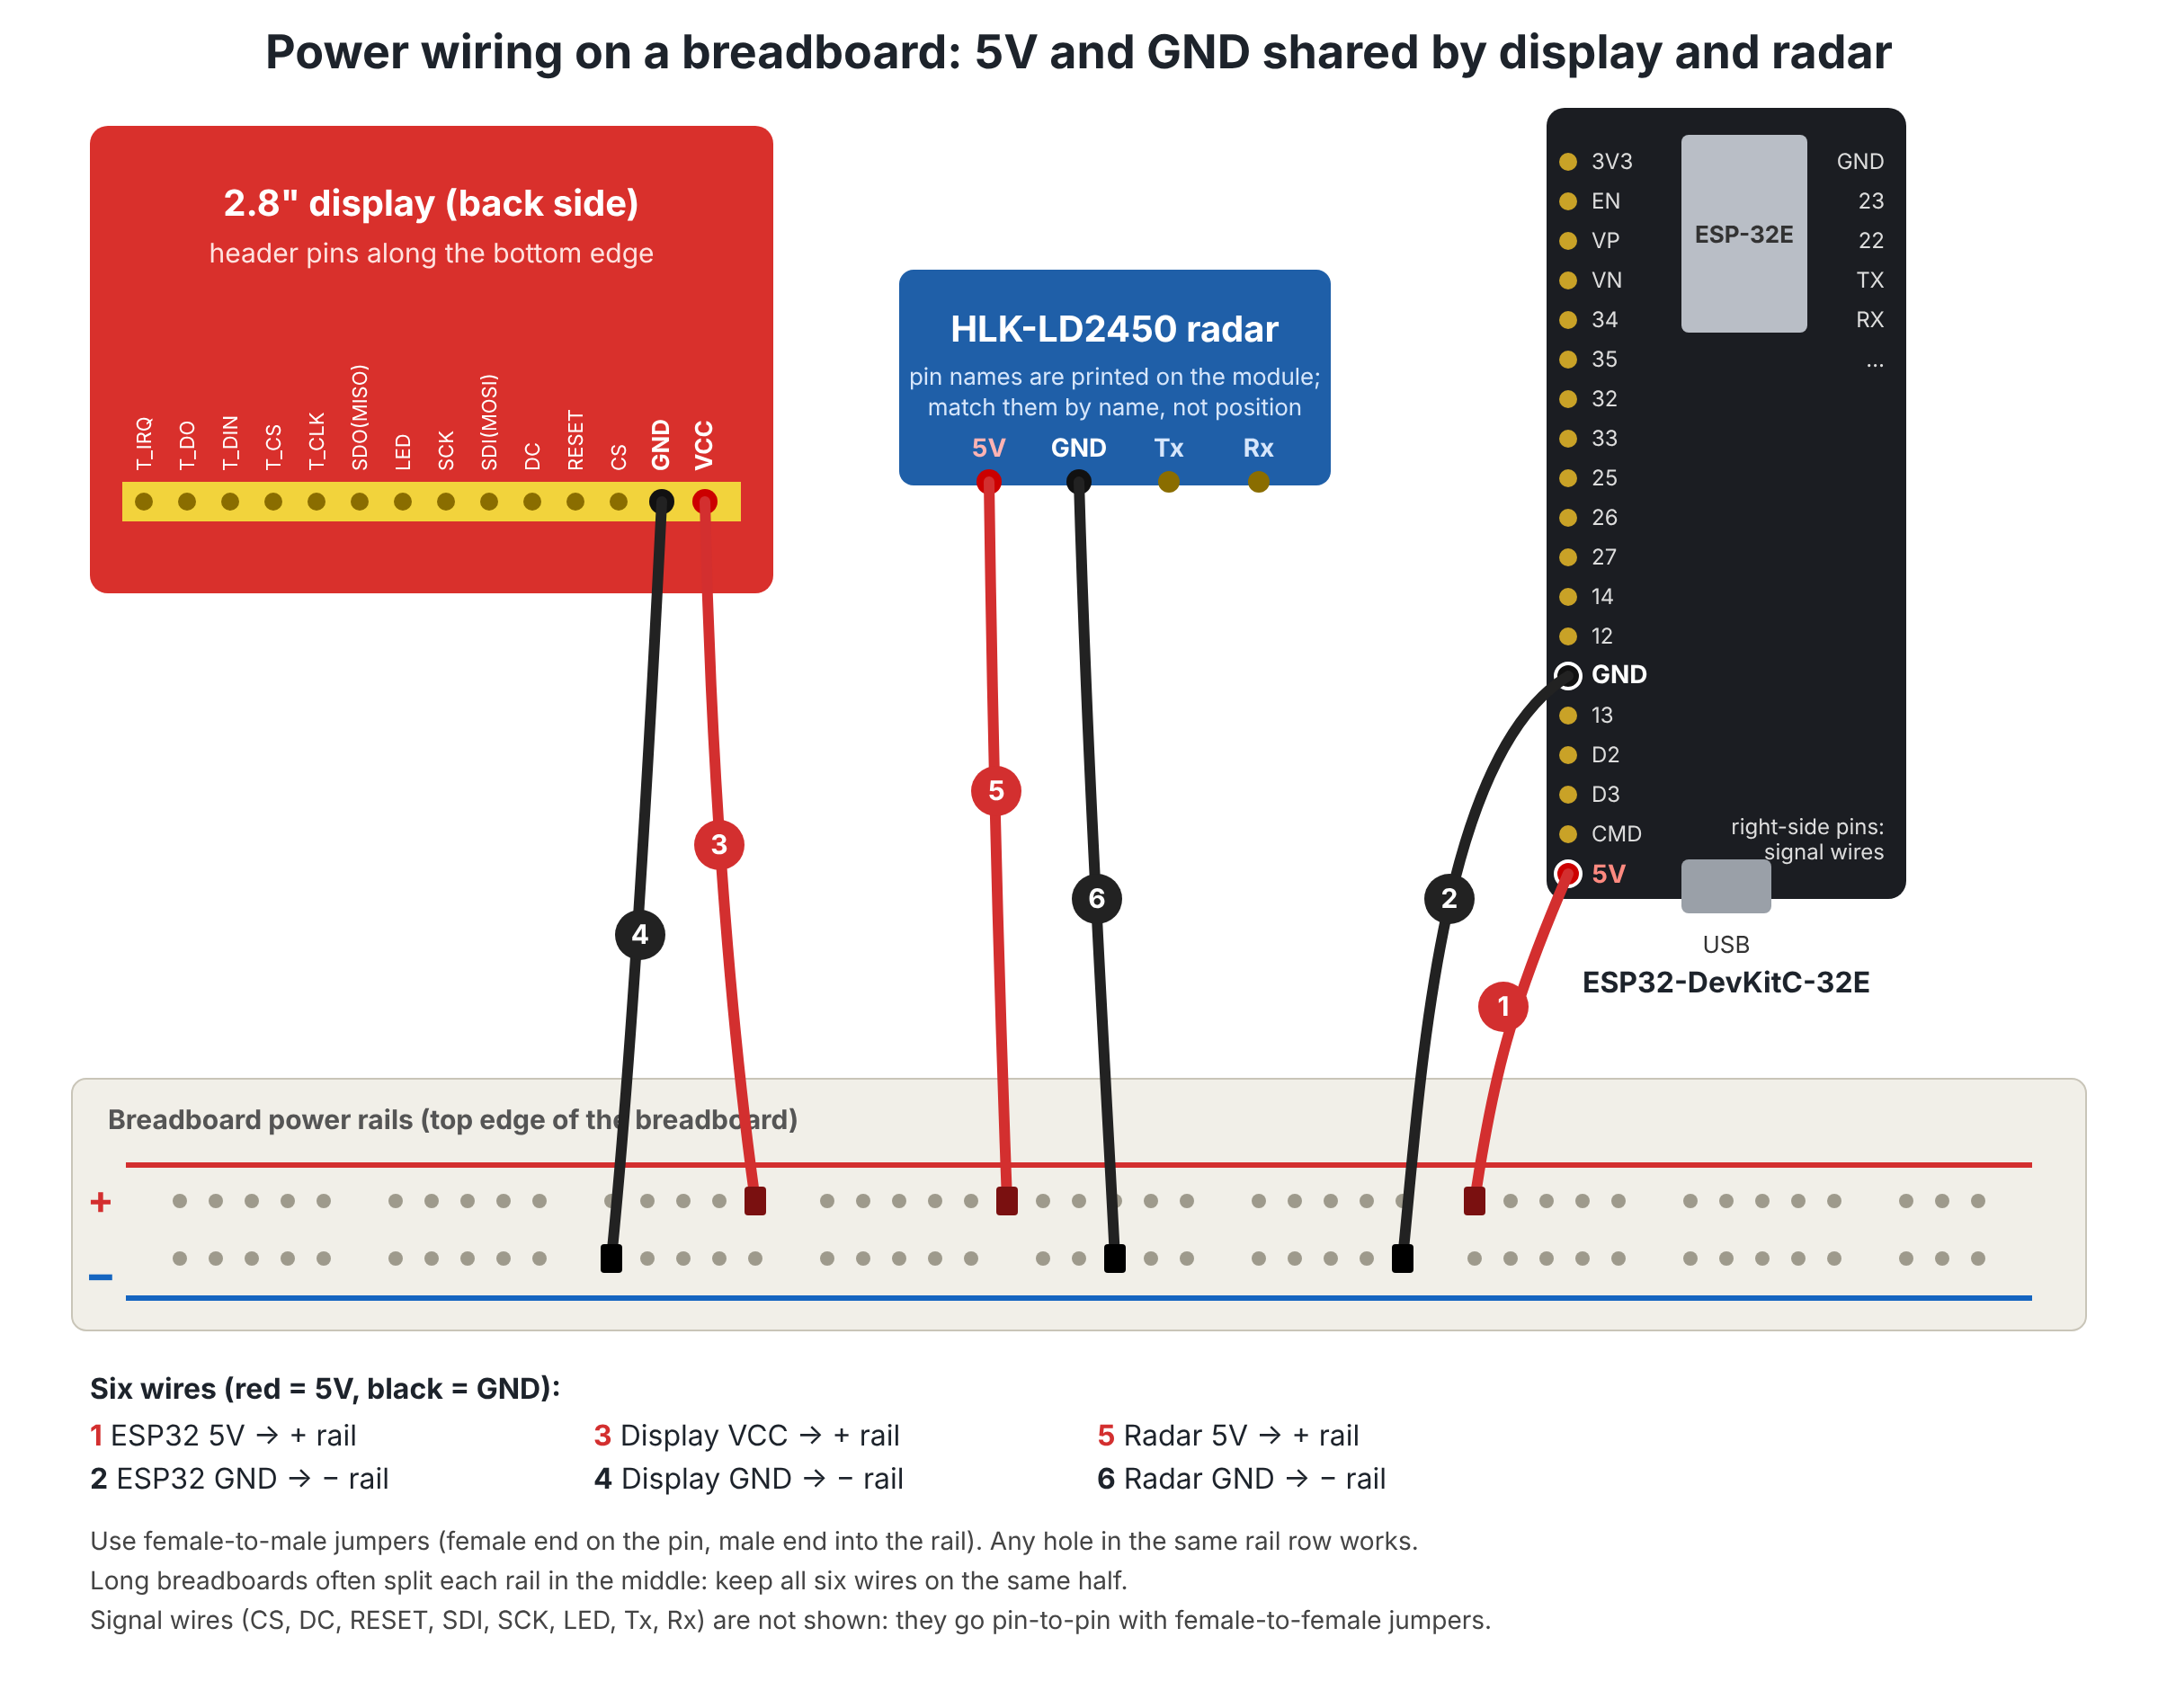 Power wiring on a breadboard: 5V and GND shared by display and radar
2.8" display (back side)
header pins along the bottom edge
T_IRQ
T_DO
T_DIN
T_CS
T_CLK
SDO(MISO)
LED
SCK
SDI(MOSI)
DC
RESET
CS
GND
VCC
HLK-LD2450 radar
pin names are printed on the module;
match them by name, not position
5V GND Tx Rx
3V3
EN
VP
VN
34
35
32
33
25
26
27
14
12
GND
13
D2
D3
CMD
5V
ESP-32E
GND
23
22
TX
RX
...
right-side pins:
signal wires
USB
ESP32-DevKitC-32E
5
3
6
2
4
1
Breadboard power rails (top edge of the breadboard)
+
−
Six wires (red = 5V, black = GND):
1 ESP32 5V → + rail
2 ESP32 GND → − rail
3 Display VCC → + rail
4 Display GND → − rail
5 Radar 5V → + rail
6 Radar GND → − rail
Use female-to-male jumpers (female end on the pin, male end into the rail). Any hole in the same rail row works.
Long breadboards often split each rail in the middle: keep all six wires on the same half.
Signal wires (CS, DC, RESET, SDI, SCK, LED, Tx, Rx) are not shown: they go pin-to-pin with female-to-female jumpers.